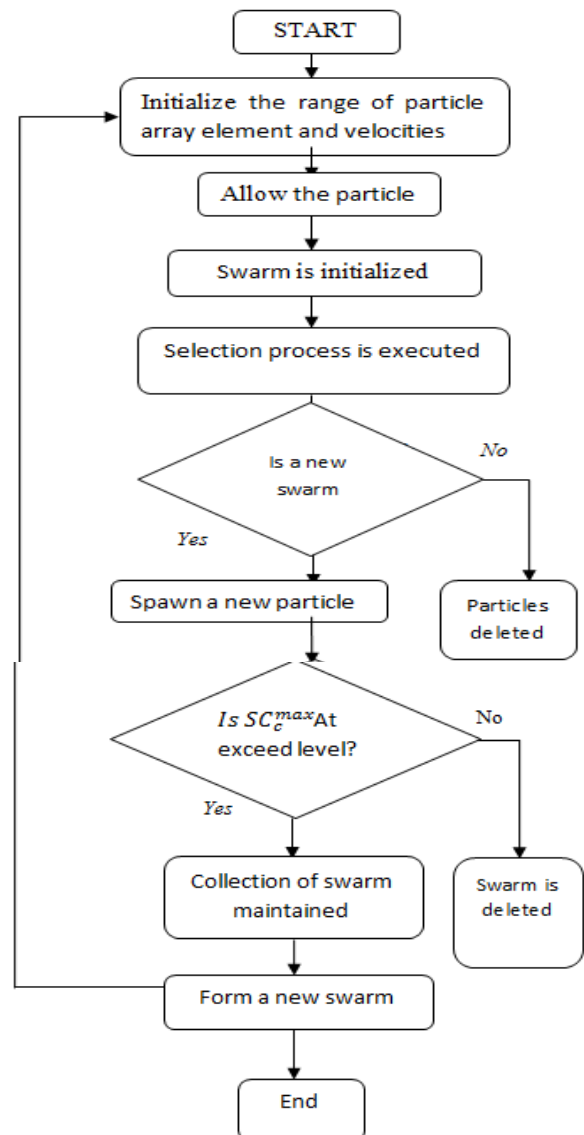 START
Initialize the range of particle
array element and velocities
Allow the particle
Swarm is initialized
Selection process is executed
Is a new
swarm
No
Yes
Spawn a new particle
Particles
deleted
Is SC_c^{max}At
exceed level?
No
Yes
Collection of swarm
maintained
Swarm is
deleted
Form a new swarm
End